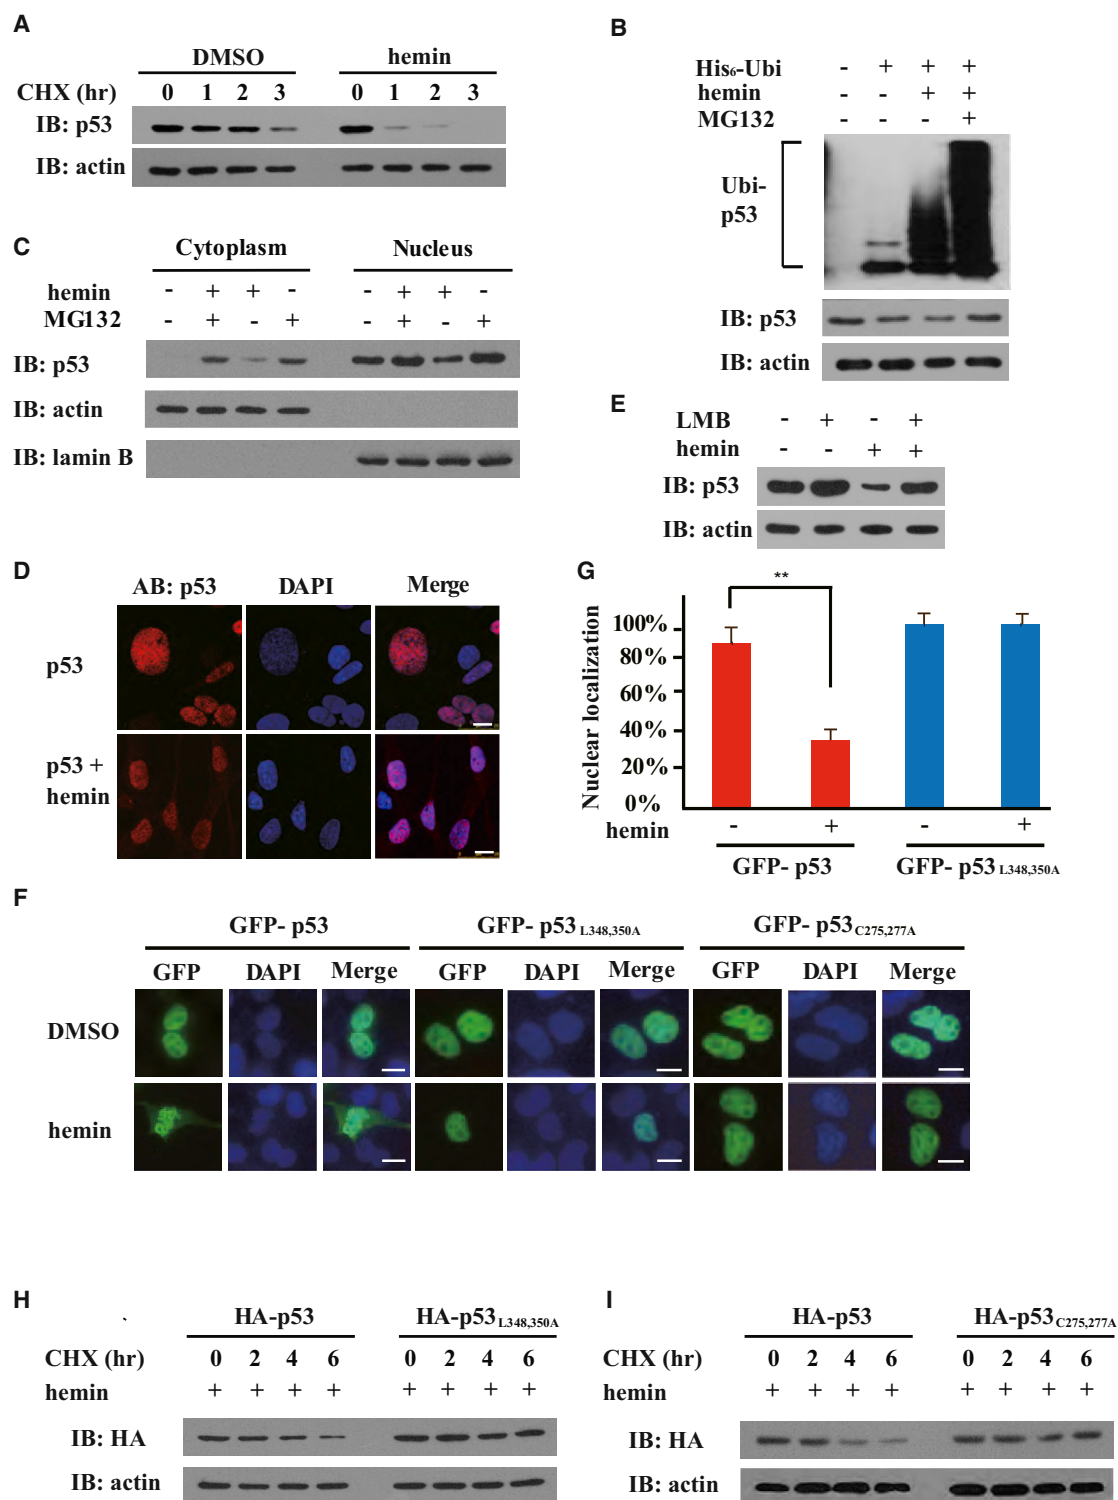 A
DMSO hemin
CHX (hr) 0 1 2 3 0 1 2 3
IB: p53
IB: actin
B
His6-Ubi - + + +
hemin - - + +
MG132 - - - +
Ubi-
p53
IB: p53
IB: actin
C
Cytoplasm Nucleus
hemin - + + - - + + -
MG132 - + - + - + - +
IB: p53
IB: actin
IB: lamin B
E
LMB - + - +
hemin - - + +
IB: p53
IB: actin
D
AB: p53 DAPI Merge
p53
p53 +
hemin
G
**
Nuclear localization
100%
80%
60%
40%
20%
0%
hemin - + - +
GFP- p53 GFP- p53 L348,350A
F
GFP- p53 GFP- p53 L348,350A GFP- p53 C275,277A
GFP DAPI Merge GFP DAPI Merge GFP DAPI Merge
DMSO
hemin
H
HA-p53 HA-p53 L348,350A
CHX (hr) 0 2 4 6 0 2 4 6
hemin + + + + + + + +
IB: HA
IB: actin
I
HA-p53 HA-p53 C275,277A
CHX (hr) 0 2 4 6 0 2 4 6
hemin + + + + + + + +
IB: HA
IB: actin